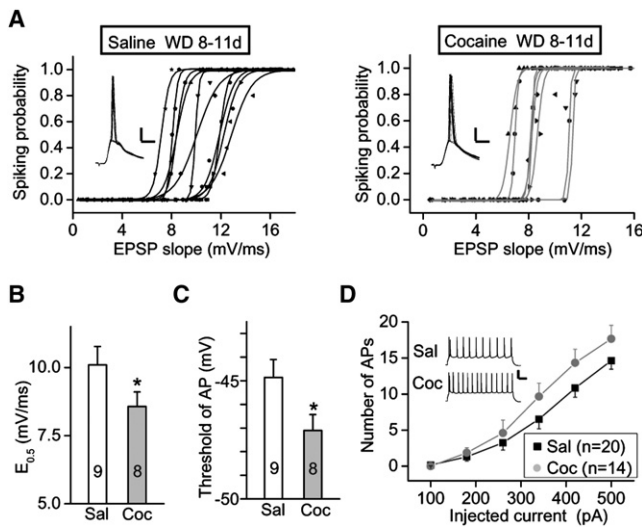 A
Saline WD 8-11d
Spiking probability
1.0
0.8
0.6
0.4
0.2
0.0
0 4 8 12 16
EPSP slope (mV/ms)
Cocaine WD 8-11d
Spiking probability
1.0
0.8
0.6
0.4
0.2
0.0
0 4 8 12 16
EPSP slope (mV/ms)
B
E0.5 (mV/ms)
10.0
7.5
5.0
*
9 8
Sal Coc
C
Threshold of AP (mV)
-45
-50
*
9 8
Sal Coc
D
Number of APs
20
15
10
5
0
Sal
Coc
Sal (n=20)
Coc (n=14)
100 200 300 400 500
Injected current (pA)